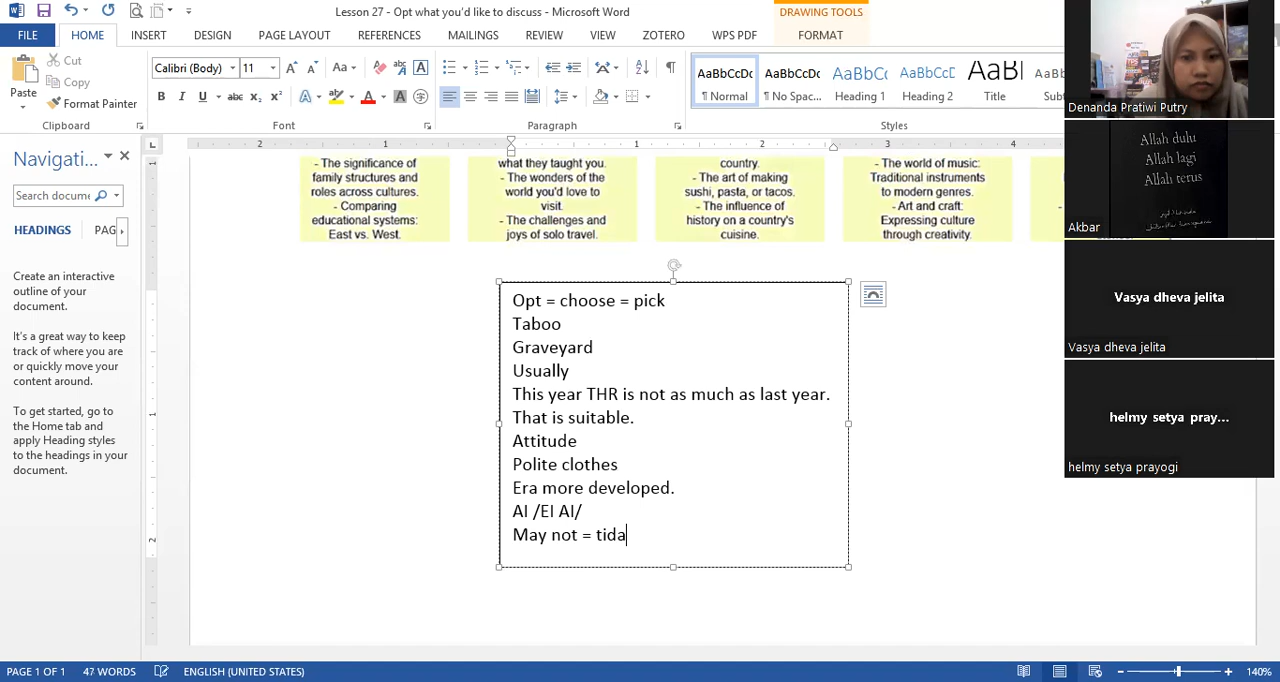 Lesson 27 - Opt what you'd like to discuss - Microsoft Word
DRAWING TOOLS
FILE HOME INSERT DESIGN PAGE LAYOUT REFERENCES MAILINGS REVIEW VIEW ZOTERO WPS PDF FORMAT
Paste
Cut
Copy
Format Painter
Clipboard
Calibri (Body) 11
Font
Paragraph
AaBbCcDc AaBbCcDc AaBbCc AaBbCcD AaBl AaBb
¶ Normal ¶ No Spac... Heading 1 Heading 2 Title
Styles
Navigati...
Search docume
HEADINGS PAG
Create an interactive
outline of your
document.
It's a great way to keep
track of where you are
or quickly move your
content around.
To get started, go to
the Home tab and
apply Heading styles
to the headings in your
document.
2 1 1 2 3 4
- The significance of
family structures and
roles across cultures.
- Comparing
educational systems:
East vs. West.
what they taught you.
- The wonders of the
world you'd love to
visit.
- The challenges and
joys of solo travel.
country.
- The art of making
sushi, pasta, or tacos.
- The influence of
history on a country's
cuisine.
- The world of music:
Traditional instruments
to modern genres.
- Art and craft:
Expressing culture
through creativity.
Opt = choose = pick
Taboo
Graveyard
Usually
This year THR is not as much as last year.
That is suitable.
Attitude
Polite clothes
Era more developed.
AI /EI AI/
May not = tida
Denanda Pratiwi Putry
Allah dulu
Allah lagi
Allah terus
Akbar
Vasya dheva jelita
Vasya dheva jelita
helmy setya pray...
helmy setya prayogi
PAGE 1 OF 1 47 WORDS ENGLISH (UNITED STATES) 140%